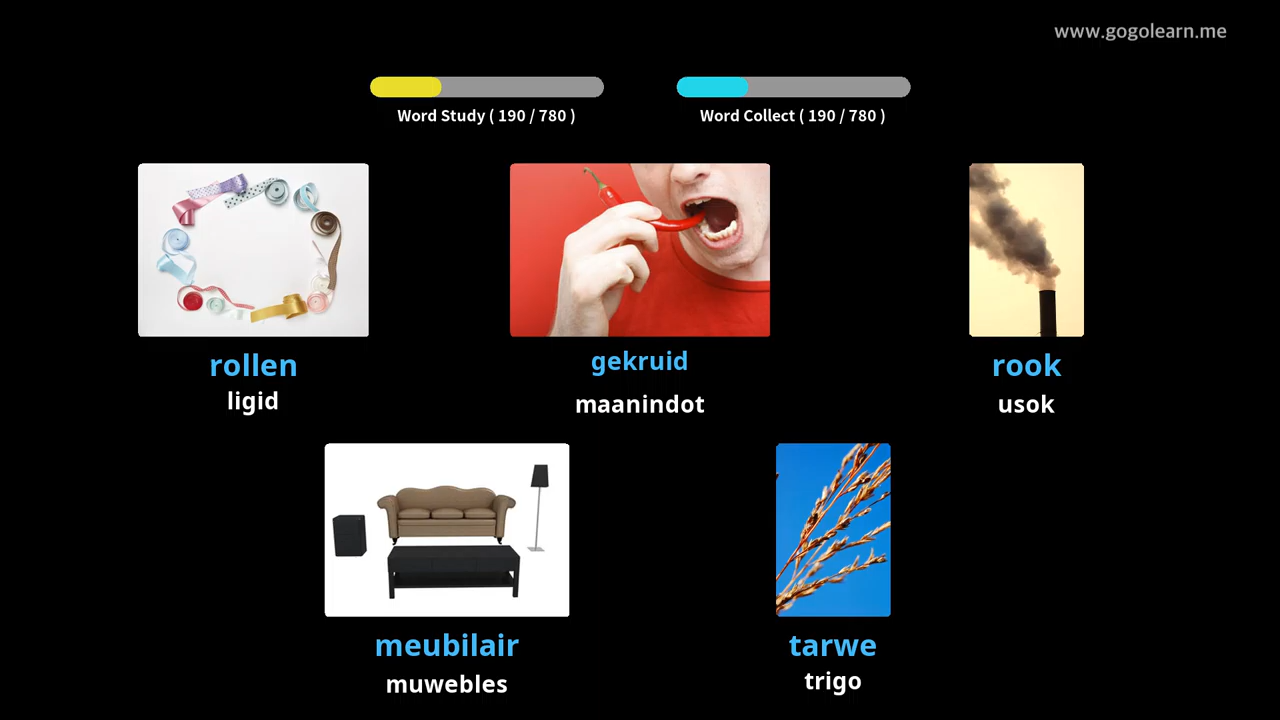 www.gogolearn.me
Word Study ( 190 / 780 )
Word Collect ( 190 / 780 )
rollen
ligid
gekruid
maanindot
rook
usok
meubilair
muwebles
tarwe
trigo